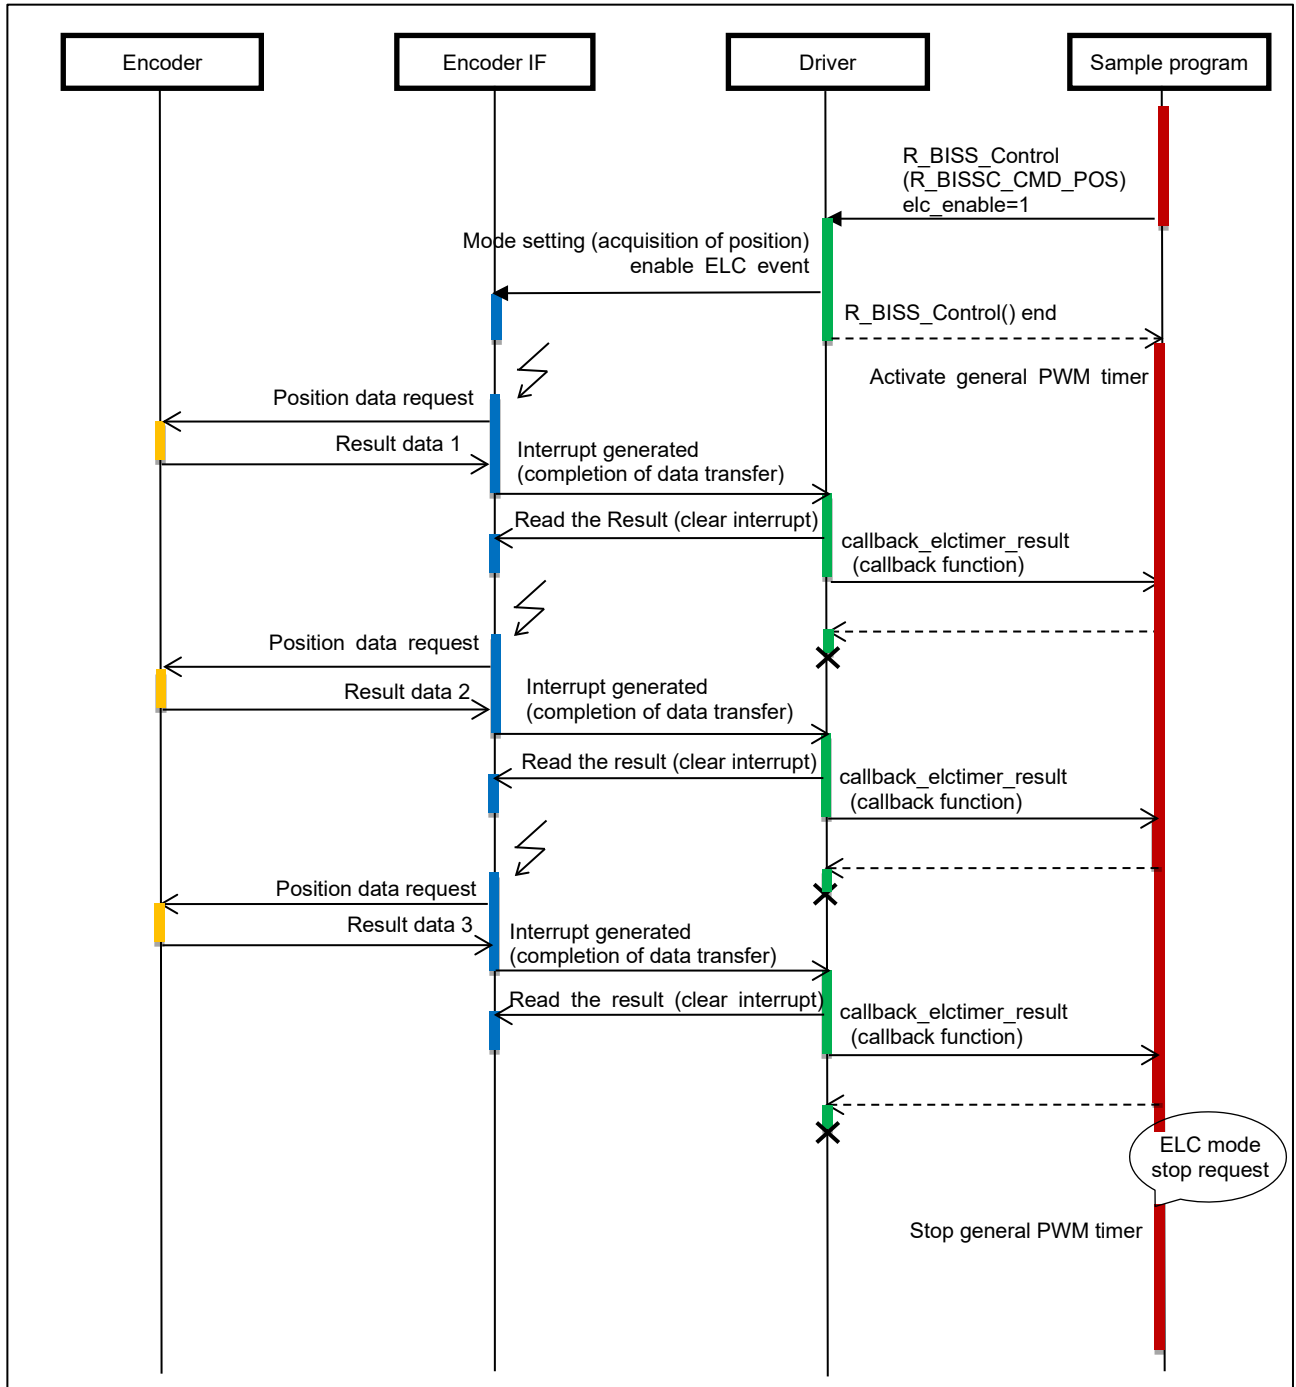 Encoder
Encoder IF
Driver
Sample program
R_BISS_Control
(R_BISSC_CMD_POS)
elc_enable=1
Mode setting (acquisition of position)
enable ELC event
R_BISS_Control() end
Activate general PWM timer
Position data request
Result data 1
Interrupt generated
(completion of data transfer)
Read the Result (clear interrupt)
callback_elctimer_result
(callback function)
Position data request
Result data 2
Interrupt generated
(completion of data transfer)
Read the result (clear interrupt)
callback_elctimer_result
(callback function)
Position data request
Result data 3
Interrupt generated
(completion of data transfer)
Read the result (clear interrupt)
callback_elctimer_result
(callback function)
ELC mode
stop request
Stop general PWM timer